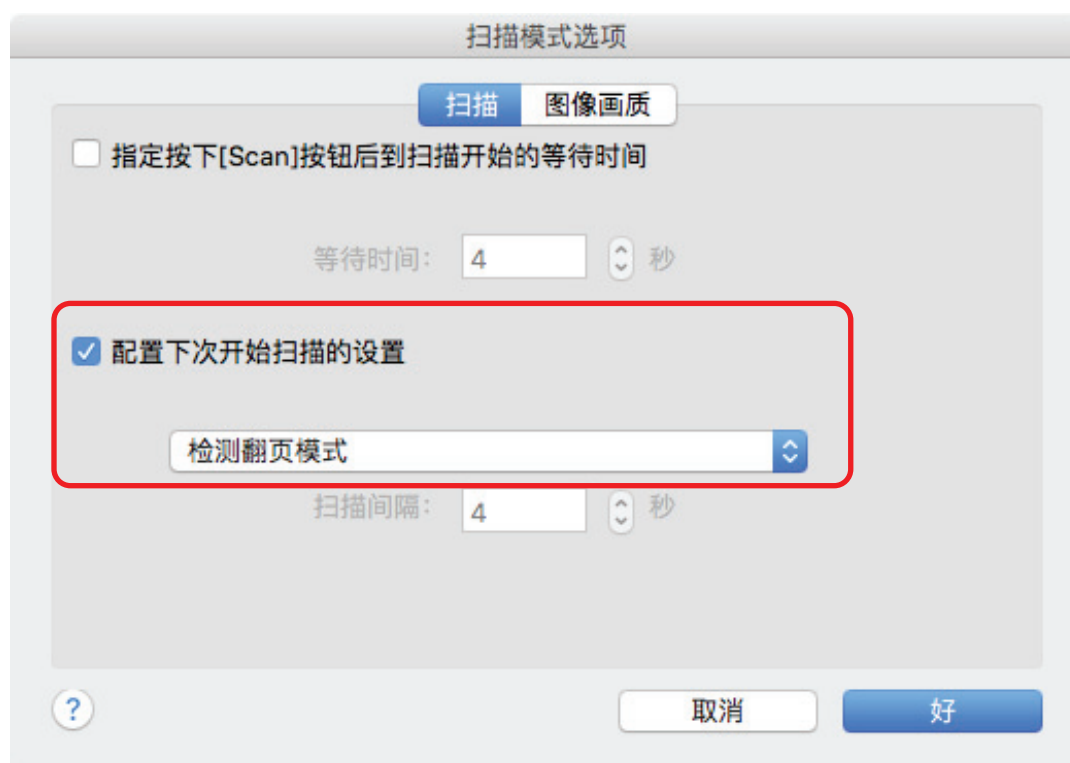 扫描模式选项
扫描 图像画质
指定按下[Scan]按钮后到扫描开始的等待时间
等待时间: 4 秒
配置下次开始扫描的设置
检测翻页模式
扫描间隔: 4 秒
? 取消 好